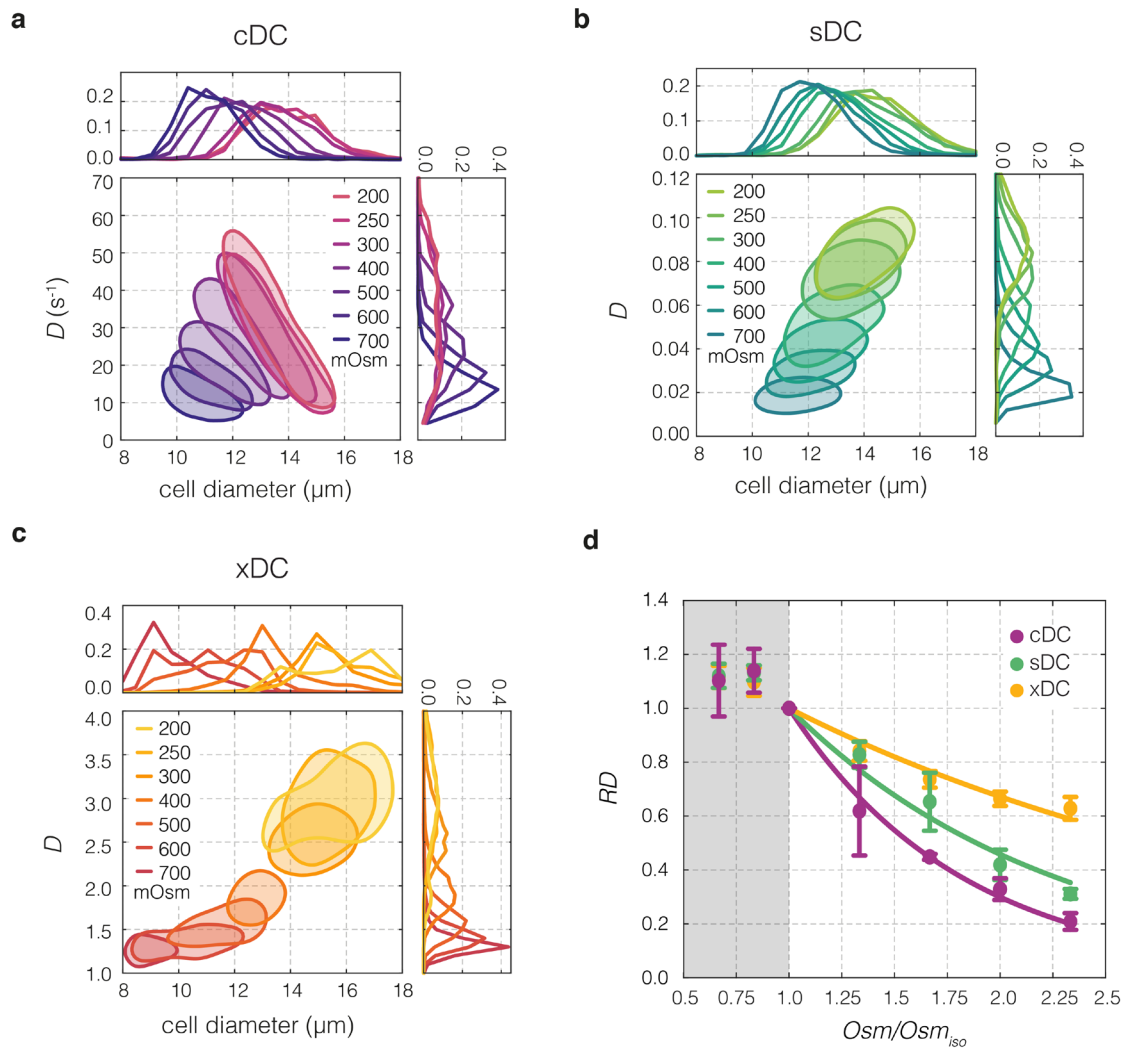 a
cDC
0.2
0.1
0.0
0.0
0.2
0.4
70
60
50
40
30
20
10
0
D (s⁻¹)
200
250
300
400
500
600
700
mOsm
8 10 12 14 16 18
cell diameter (µm)
b
sDC
0.2
0.1
0.0
0.0
0.2
0.4
0.12
0.10
0.08
0.06
0.04
0.02
0.00
D
200
250
300
400
500
600
700
mOsm
8 10 12 14 16 18
cell diameter (µm)
c
xDC
0.4
0.2
0.0
0.0
0.2
0.4
4.0
3.5
3.0
2.5
2.0
1.5
1.0
D
200
250
300
400
500
600
700
mOsm
8 10 12 14 16 18
cell diameter (µm)
d
1.4
1.2
1.0
0.8
0.6
0.4
0.2
0.0
RD
cDC
sDC
xDC
0.5 0.75 1.0 1.25 1.5 1.75 2.0 2.25 2.5
Osm/Osm_iso